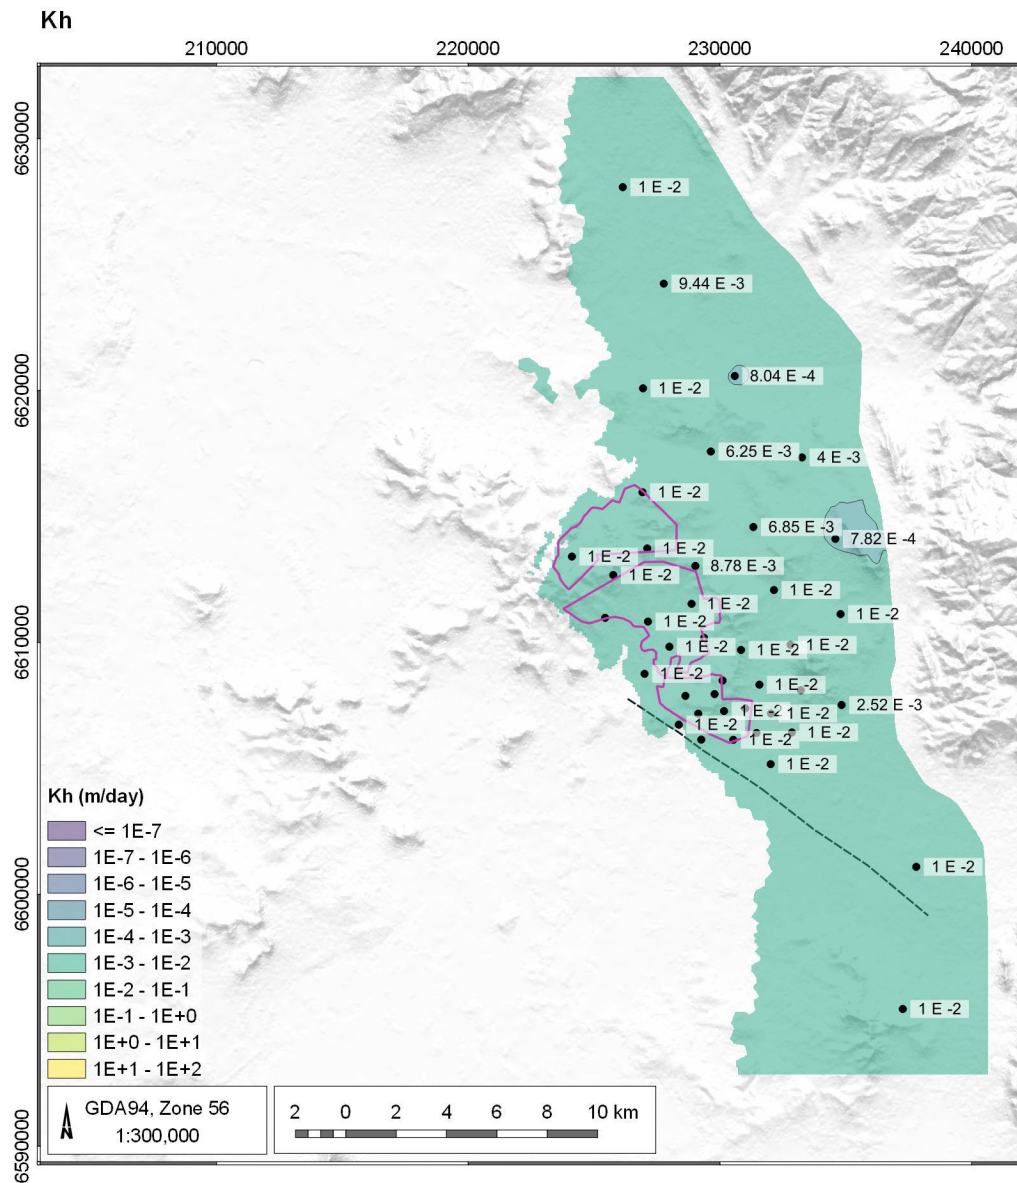 Kh
210000 220000 230000 240000
6630000
6620000
6610000
6600000
6590000
1 E -2
9.44 E -3
8.04 E -4
1 E -2
6.25 E -3
4 E -3
1 E -2
6.85 E -3
7.82 E -4
1 E -2
1 E -2
8.78 E -3
1 E -2
1 E -2
1 E -2
1 E -2
1 E -2
1 E -2
1 E -2
1 E -2
1 E -2
1 E -2
2.52 E -3
1 E -2
1 E -2
1 E -2
1 E -2
1 E -2
1 E -2
1 E -2
1 E -2
Kh (m/day)
<= 1E-7
1E-7 - 1E-6
1E-6 - 1E-5
1E-5 - 1E-4
1E-4 - 1E-3
1E-3 - 1E-2
1E-2 - 1E-1
1E-1 - 1E+0
1E+0 - 1E+1
1E+1 - 1E+2
N
GDA94, Zone 56
1:300,000
2 0 2 4 6 8 10 km